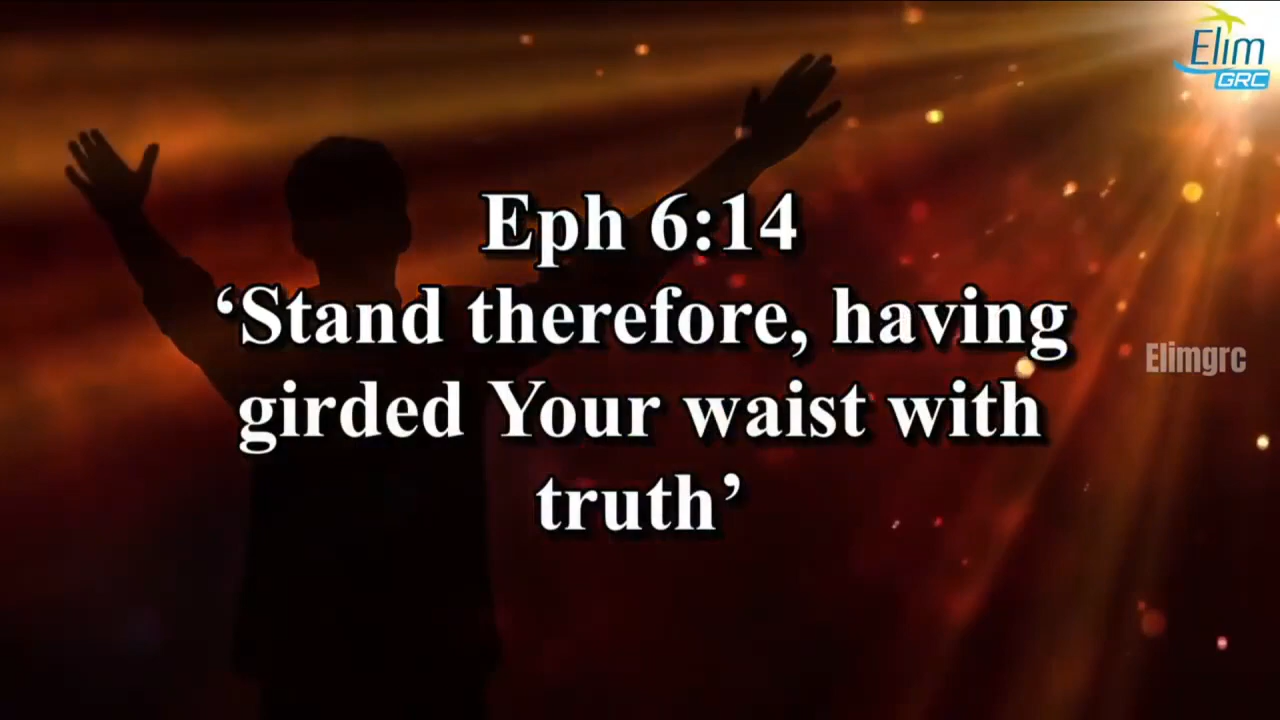 Elim
GRC
Eph 6:14
‘Stand therefore, having
Elimgrc
girded Your waist with
truth’